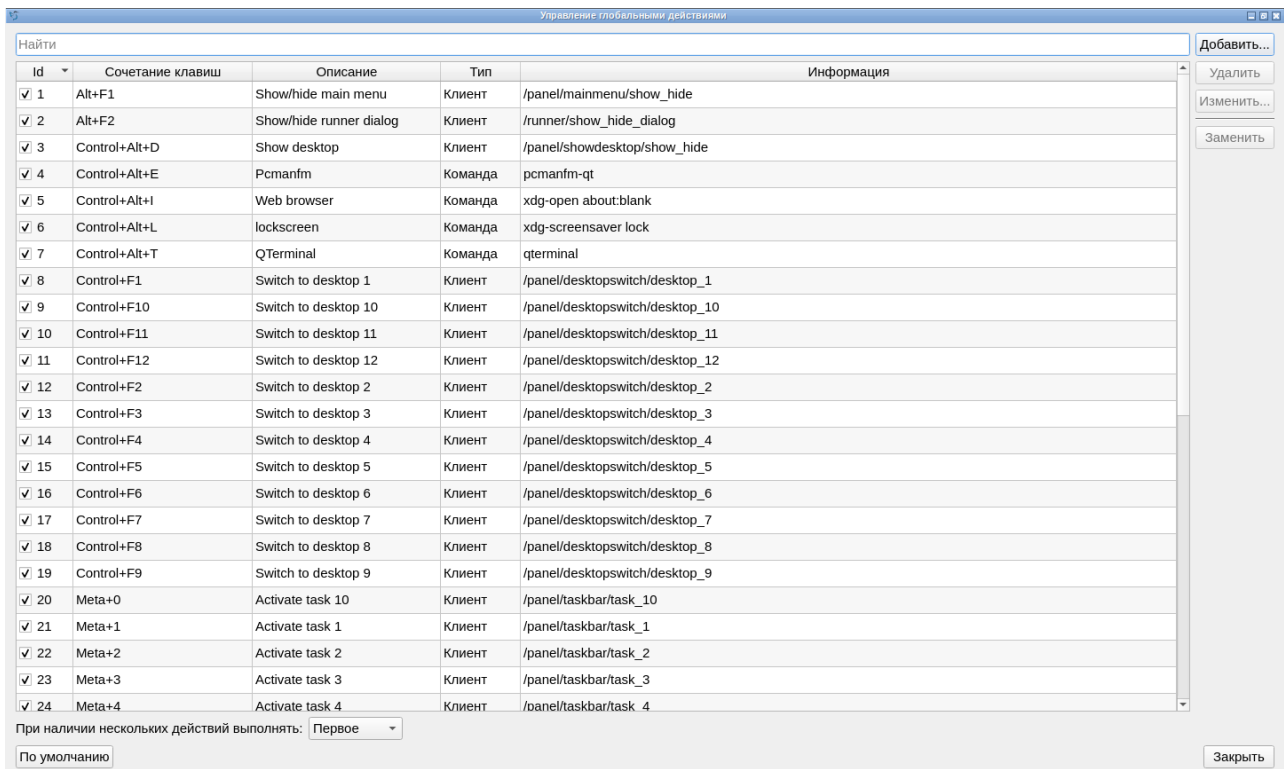 Управление глобальными действиями
Найти Добавить...
Id Сочетание клавиш Описание Тип Информация Удалить
1 Alt+F1 Show/hide main menu Клиент /panel/mainmenu/show_hide Изменить...
2 Alt+F2 Show/hide runner dialog Клиент /runner/show_hide_dialog Заменить
3 Control+Alt+D Show desktop Клиент /panel/showdesktop/show_hide
4 Control+Alt+E Pcmanfm Команда pcmanfm-qt
5 Control+Alt+I Web browser Команда xdg-open about:blank
6 Control+Alt+L lockscreen Команда xdg-screensaver lock
7 Control+Alt+T QTerminal Команда qterminal
8 Control+F1 Switch to desktop 1 Клиент /panel/desktopswitch/desktop_1
9 Control+F10 Switch to desktop 10 Клиент /panel/desktopswitch/desktop_10
10 Control+F11 Switch to desktop 11 Клиент /panel/desktopswitch/desktop_11
11 Control+F12 Switch to desktop 12 Клиент /panel/desktopswitch/desktop_12
12 Control+F2 Switch to desktop 2 Клиент /panel/desktopswitch/desktop_2
13 Control+F3 Switch to desktop 3 Клиент /panel/desktopswitch/desktop_3
14 Control+F4 Switch to desktop 4 Клиент /panel/desktopswitch/desktop_4
15 Control+F5 Switch to desktop 5 Клиент /panel/desktopswitch/desktop_5
16 Control+F6 Switch to desktop 6 Клиент /panel/desktopswitch/desktop_6
17 Control+F7 Switch to desktop 7 Клиент /panel/desktopswitch/desktop_7
18 Control+F8 Switch to desktop 8 Клиент /panel/desktopswitch/desktop_8
19 Control+F9 Switch to desktop 9 Клиент /panel/desktopswitch/desktop_9
20 Meta+0 Activate task 10 Клиент /panel/taskbar/task_10
21 Meta+1 Activate task 1 Клиент /panel/taskbar/task_1
22 Meta+2 Activate task 2 Клиент /panel/taskbar/task_2
23 Meta+3 Activate task 3 Клиент /panel/taskbar/task_3
24 Meta+4 Activate task 4 Клиент /panel/taskbar/task_4
При наличии нескольких действий выполнять: Первое
По умолчанию Закрыть